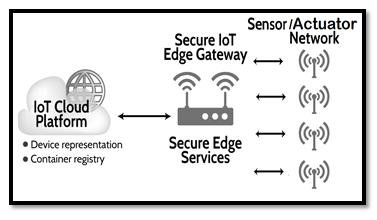 Sensor/Actuator
Network
Secure IoT
Edge Gateway
IoT Cloud
Platform
• Device representation
• Container registry
Secure Edge
Services